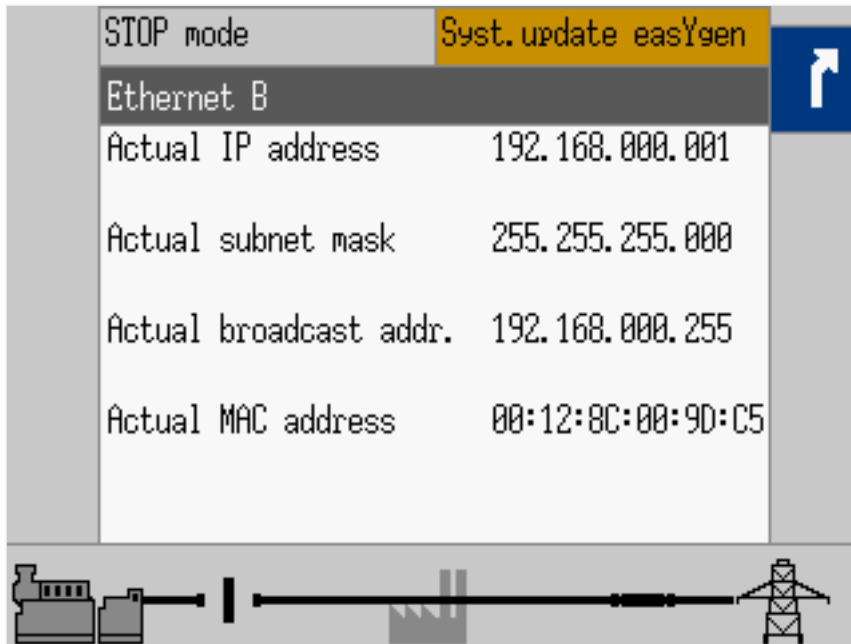 STOP mode
Syst.update easYgen
Ethernet B
Actual IP address 192.168.000.001
Actual subnet mask 255.255.255.000
Actual broadcast addr. 192.168.000.255
Actual MAC address 00:12:8C:00:9D:C5